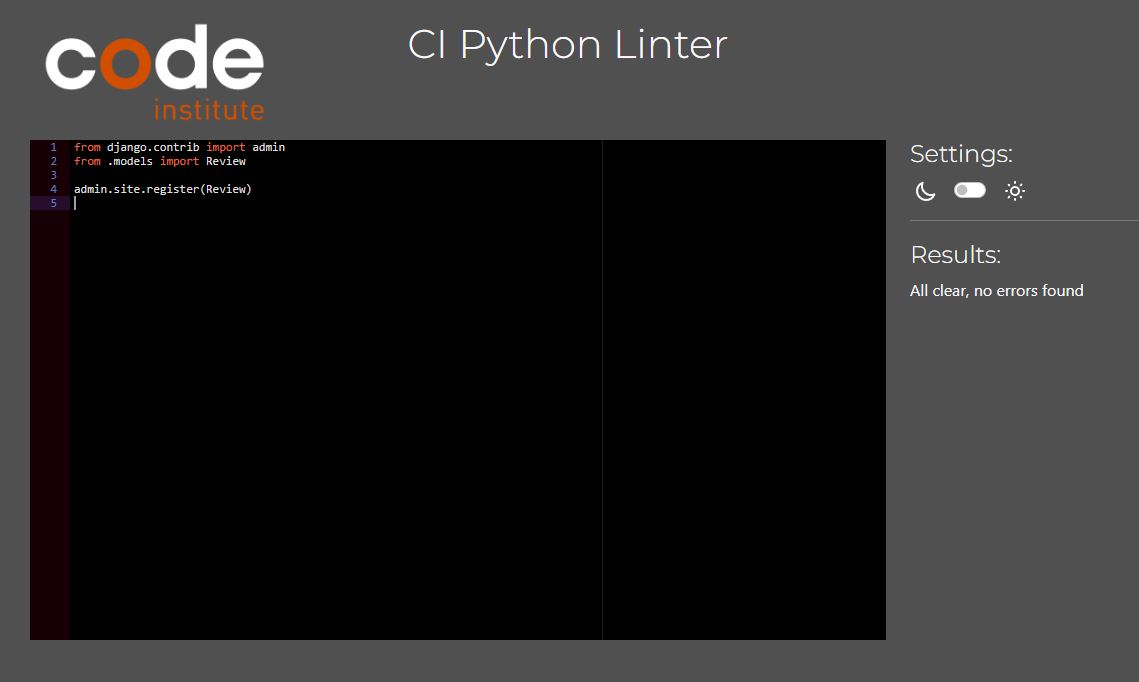 code
institute
CI Python Linter
1 from django.contrib import admin
2 from .models import Review
3
4 admin.site.register(Review)
5
Settings:
Results:
All clear, no errors found